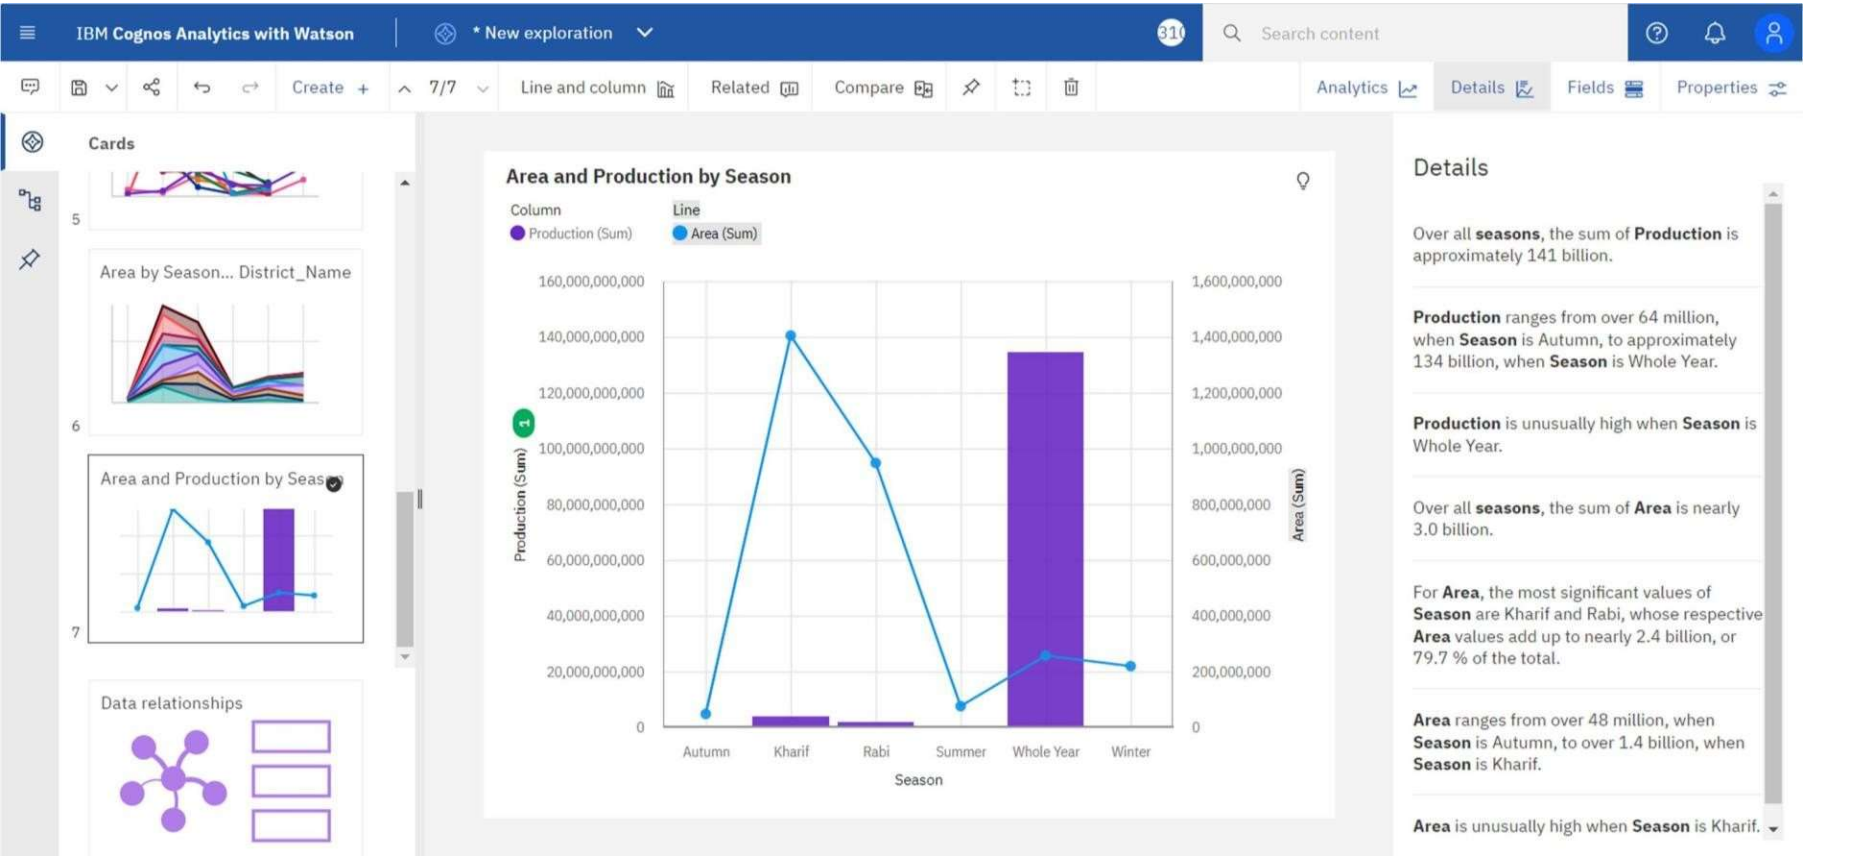 IBM Cognos Analytics with Watson
* New exploration
310
Search content
Create +
7/7
Line and column
Related
Compare
Analytics
Details
Fields
Properties
Cards
5
Area by Season... District_Name
6
Area and Production by Season
7
Data relationships
Area and Production by Season
Column
Line
Production (Sum)
Area (Sum)
160,000,000,000
140,000,000,000
120,000,000,000
100,000,000,000
80,000,000,000
60,000,000,000
40,000,000,000
20,000,000,000
0
Production (Sum)
1
1,600,000,000
1,400,000,000
1,200,000,000
1,000,000,000
800,000,000
600,000,000
400,000,000
200,000,000
0
Area (Sum)
Autumn
Kharif
Rabi
Summer
Whole Year
Winter
Season
Details
Over all seasons, the sum of Production is
approximately 141 billion.
Production ranges from over 64 million,
when Season is Autumn, to approximately
134 billion, when Season is Whole Year.
Production is unusually high when Season is
Whole Year.
Over all seasons, the sum of Area is nearly
3.0 billion.
For Area, the most significant values of
Season are Kharif and Rabi, whose respective
Area values add up to nearly 2.4 billion, or
79.7 % of the total.
Area ranges from over 48 million, when
Season is Autumn, to over 1.4 billion, when
Season is Kharif.
Area is unusually high when Season is Kharif.